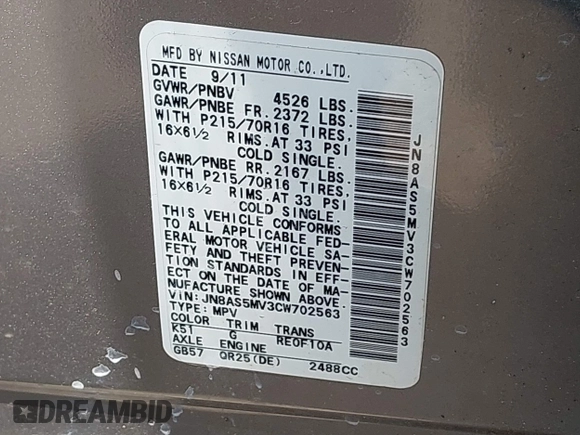 MFD BY NISSAN MOTOR CO.,LTD.
DATE 9/11
GVWR/PNBV 4526 LBS.
GAWR/PNBE FR. 2372 LBS.
WITH P215/70R16 TIRES,
16X6½ RIMS.AT 33 PSI
COLD SINGLE.
GAWR/PNBE RR. 2167 LBS.
WITH P215/70R16 TIRES,
16X6½ RIMS.AT 33 PSI
COLD SINGLE.
THIS VEHICLE CONFORMS
TO ALL APPLICABLE FED-
ERAL MOTOR VEHICLE SA-
FETY AND THEFT PREVEN-
TION STANDARDS IN EFF-
ECT ON THE DATE OF MA-
NUFACTURE SHOWN ABOVE.
VIN: JN8AS5MV3CW702563
TYPE: MPV
COLOR TRIM TRANS
K51 G RE0F10A
AXLE ENGINE
GB57 QR25(DE) 2488CC
JN8AS5MV3CW702563
DREAMBID